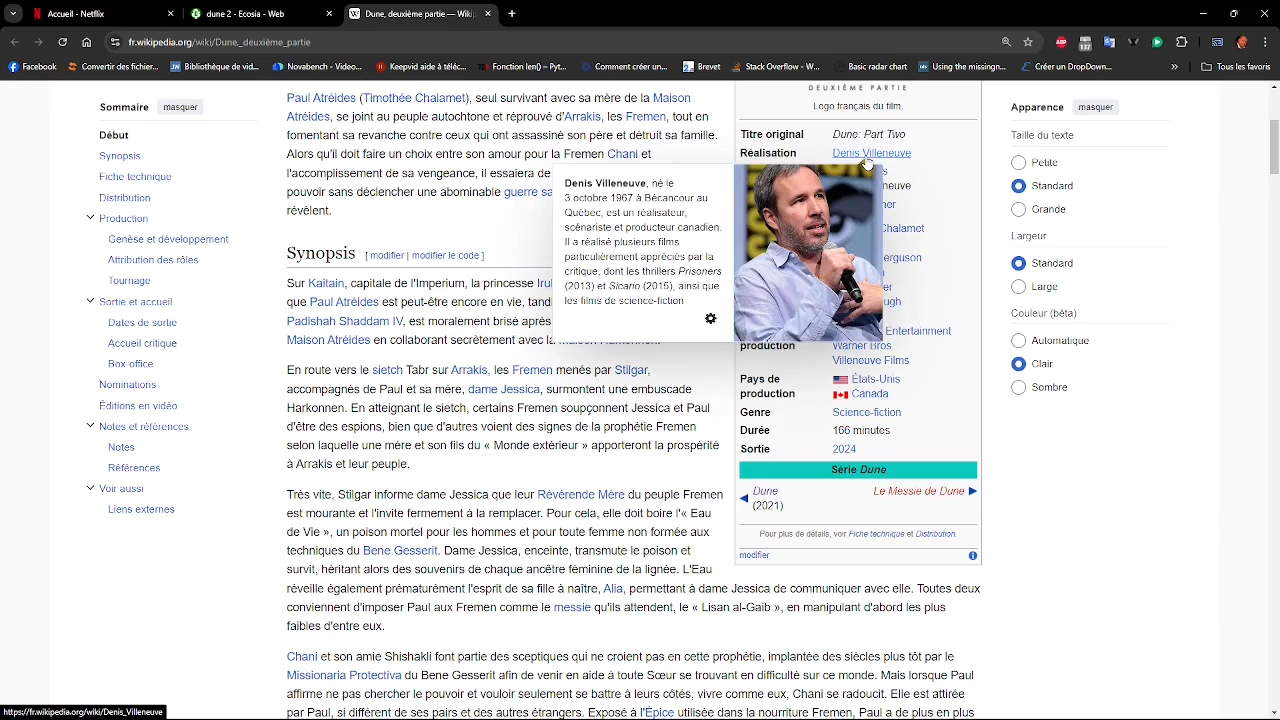 Accueil - Netflix
dune 2 - Ecosia - Web
Dune, deuxième partie — Wiki
fr.wikipedia.org/wiki/Dune,_deuxième_partie
Facebook
Convertir des fichier...
Bibliothèque de vid...
Novabench - Video...
Keepvid aide à téléc...
Fonction len() – Pyt...
Comment créer un...
Revit
Stack Overflow - W...
Basic radar chart
Using the missingn...
Créer un DropDown...
»
Tous les favoris
Sommaire masquer
Début
Synopsis
Fiche technique
Distribution
Production
Genèse et développement
Attribution des rôles
Tournage
Sortie et accueil
Dates de sortie
Accueil critique
Box-office
Nominations
Éditions en vidéo
Notes et références
Notes
Références
Voir aussi
Liens externes
Paul Atréides (Timothée Chalamet), seul survivant avec sa mère de la Maison
Atréides, se joint à la seule autochtone et réprouvé d'Arrakis, les Fremen, tout en
fomentant sa revanche contre ceux qui ont assassiné son père et détruit sa famille.
Alors qu'il doit faire un choix entre son amour pour la Fremen Chani et
l'accomplissement de sa vengeance, il essaiera de
pouvoir sans déclencher une abominable guerre sa
révèlent.
Synopsis [ modifier | modifier le code ]
Sur Kaitain, capitale de l'Imperium, la princesse Irul
que Paul Atréides est peut-être encore en vie, tandi
Padishah Shaddam IV, est moralement brisé après
Maison Atréides en collaborant secrètement avec la
En route vers le sietch Tabr sur Arrakis, les Fremen menés par Stilgar,
accompagnés de Paul et sa mère, dame Jessica, surmontent une embuscade
Harkonnen. En atteignant le sietch, certains Fremen soupçonnent Jessica et Paul
d'être des espions, bien que d'autres voient des signes de la prophétie Fremen
selon laquelle une mère et son fils du « Monde extérieur » apporteront la prospérité
à Arrakis et leur peuple.
Très vite, Stilgar informe dame Jessica que leur Révérende Mère du peuple Fremen
est mourante et l'invite fermement à la remplacer. Pour cela, elle doit boire l'« Eau
de Vie », un poison mortel pour les hommes et pour toute femme non formée aux
techniques du Bene Gesserit. Dame Jessica, enceinte, transmute le poison et
survit, héritant alors des souvenirs de chaque ancêtre féminine de la lignée. L'Eau
réveille également prématurément l'esprit de sa fille à naître, Alia, permettant à dame Jessica de communiquer avec elle. Toutes deux
conviennent d'imposer Paul aux Fremen comme le messie qu'ils attendent, le « Lisan al-Gaib », en manipulant d'abord les plus
faibles d'entre eux.
Chani et son amie Shishakli font partie des sceptiques qui ne croient pas en cette prophétie, implantée des siècles plus tôt par le
Missionaria Protectiva du Bene Gesserit afin de venir en aide à toute Sœur se trouvant en difficulté sur ce monde. Mais lorsque Paul
affirme ne pas chercher le pouvoir et vouloir seulement se battre à leurs côtés, vivre comme eux, Chani se radoucit. Elle est attirée
par Paul, si différent de ses pairs comme des autres étrangers. Exposé à l'Épice utilisée dans la nourriture Fremen, Paul a de plus en plus
Denis Villeneuve, né le
3 octobre 1967 à Bécancour au
Québec, est un réalisateur,
scénariste et producteur canadien.
Il a réalisé plusieurs films
particulièrement appréciés par la
critique, dont les thrillers Prisoners
(2013) et Sicario (2015), ainsi que
les films de science-fiction
DEUXIÈME PARTIE
Logo français du film.
Titre original Dune: Part Two
Réalisation Denis Villeneuve
s
neuve
her
Chalamet
erguson
er
ugh
Entertainment
production Warner Bros
Villeneuve Films
Pays de production États-Unis
Canada
Genre Science-fiction
Durée 166 minutes
Sortie 2024
Série Dune
Dune
(2021)
Le Messie de Dune
Pour plus de détails, voir Fiche technique et Distribution.
modifier
Apparence masquer
Taille du texte
Petite
Standard
Grande
Largeur
Standard
Large
Couleur (bêta)
Automatique
Clair
Sombre
https://fr.wikipedia.org/wiki/Denis_Villeneuve